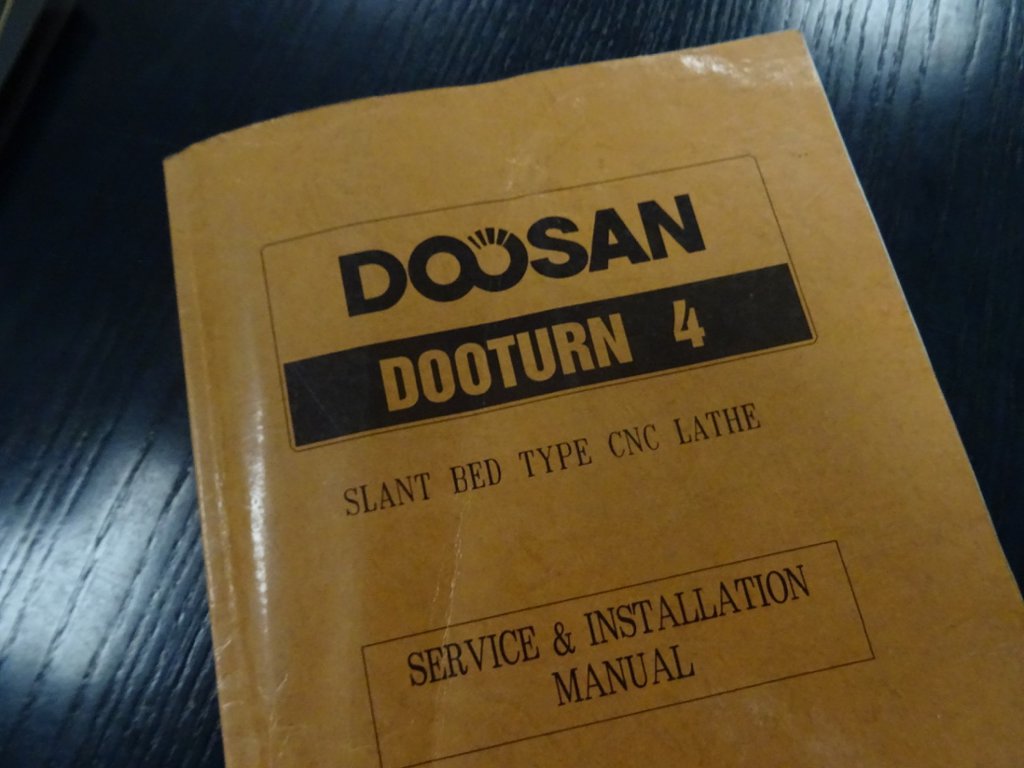 DOOSAN
DOOTURN 4
SLANT BED TYPE CNC LATHE
SERVICE & INSTALLATION
MANUAL